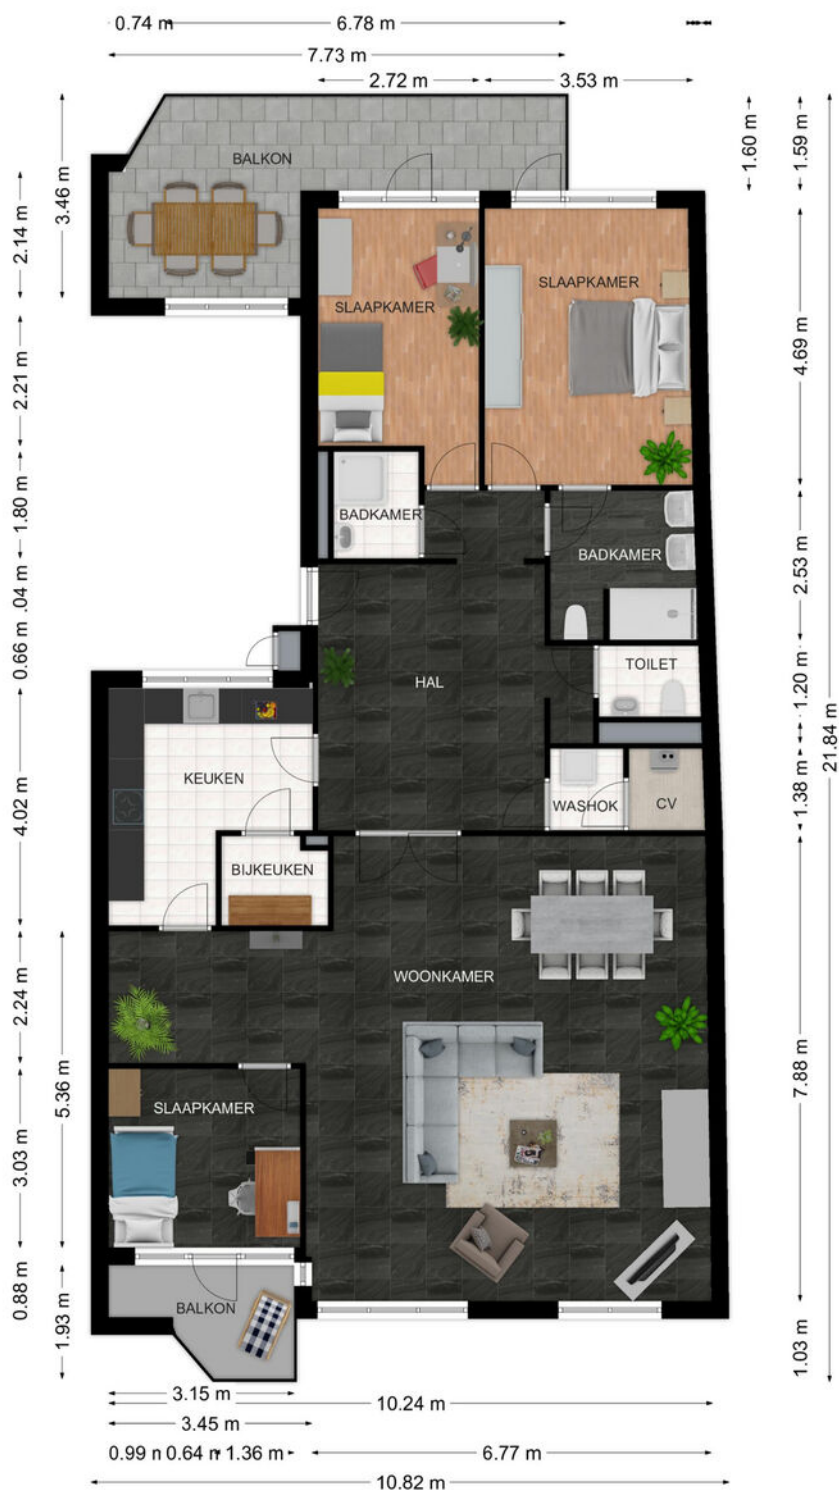 0.74 m
6.78 m
7.73 m
2.72 m
3.53 m
3.46 m
2.14 m
1.60 m
1.59 m
BALKON
SLAAPKAMER
SLAAPKAMER
2.21 m
4.69 m
1.80 m
BADKAMER
BADKAMER
2.53 m
.04 m
0.66 m
TOILET
HAL
1.20 m
21.84 m
KEUKEN
4.02 m
WASHOK
CV
1.38 m
BIJKEUKEN
WOONKAMER
2.24 m
5.36 m
7.88 m
SLAAPKAMER
3.03 m
0.88 m
1.93 m
BALKON
1.03 m
3.15 m
10.24 m
3.45 m
0.99
0.64
1.36 m
6.77 m
10.82 m